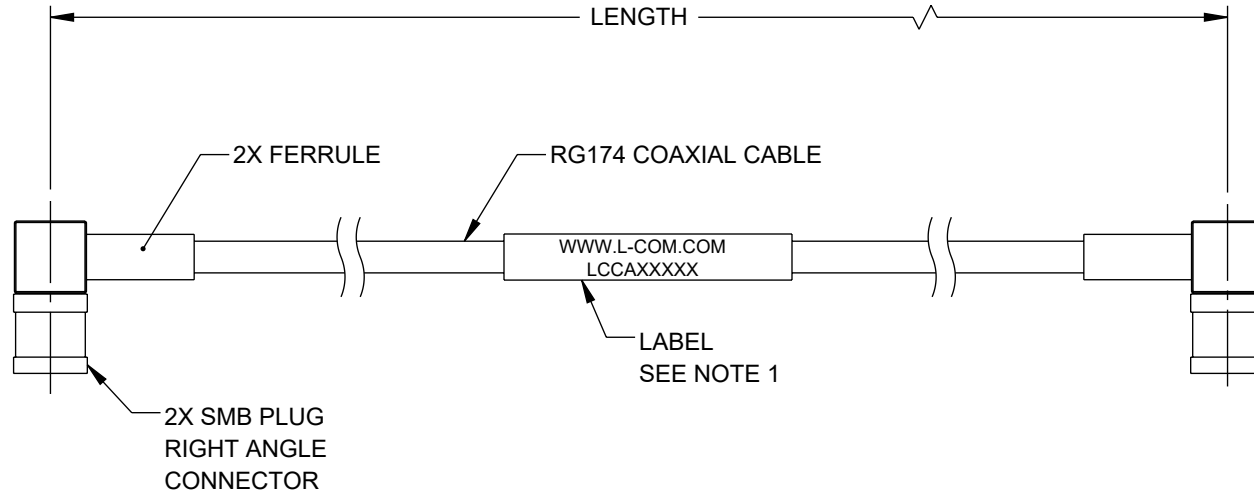 LENGTH
2X FERRULE
RG174 COAXIAL CABLE
WWW.L-COM.COM
LCCAXXXXX
LABEL
SEE NOTE 1
2X SMB PLUG
RIGHT ANGLE
CONNECTOR